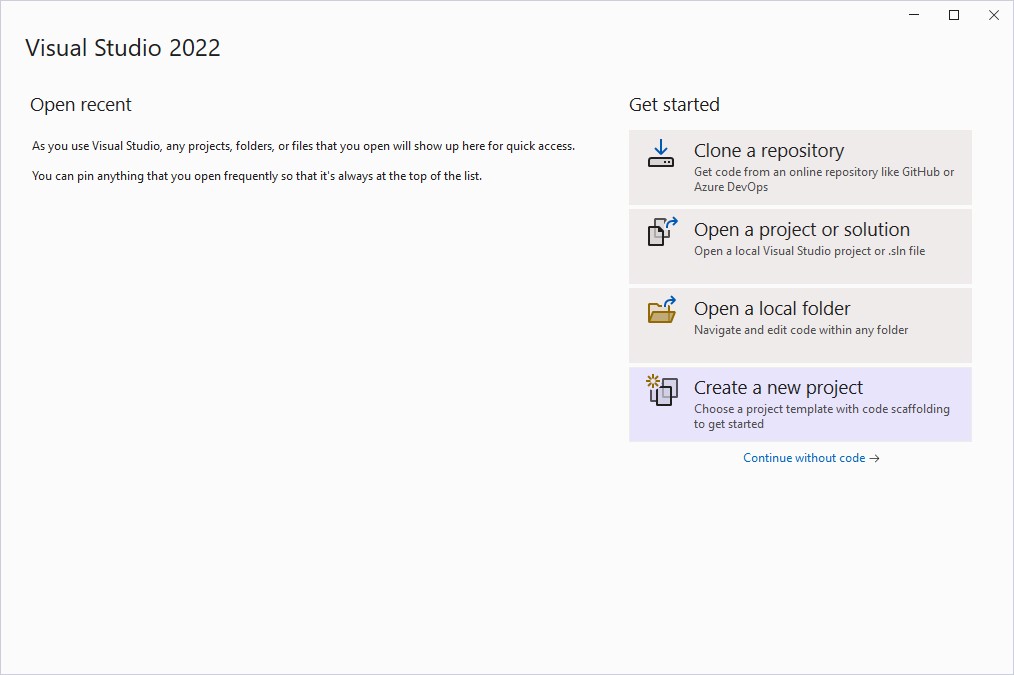 Visual Studio 2022
Open recent
As you use Visual Studio, any projects, folders, or files that you open will show up here for quick access.
You can pin anything that you open frequently so that it's always at the top of the list.
Get started
Clone a repository
Get code from an online repository like GitHub or
Azure DevOps
Open a project or solution
Open a local Visual Studio project or .sln file
Open a local folder
Navigate and edit code within any folder
Create a new project
Choose a project template with code scaffolding
to get started
Continue without code →